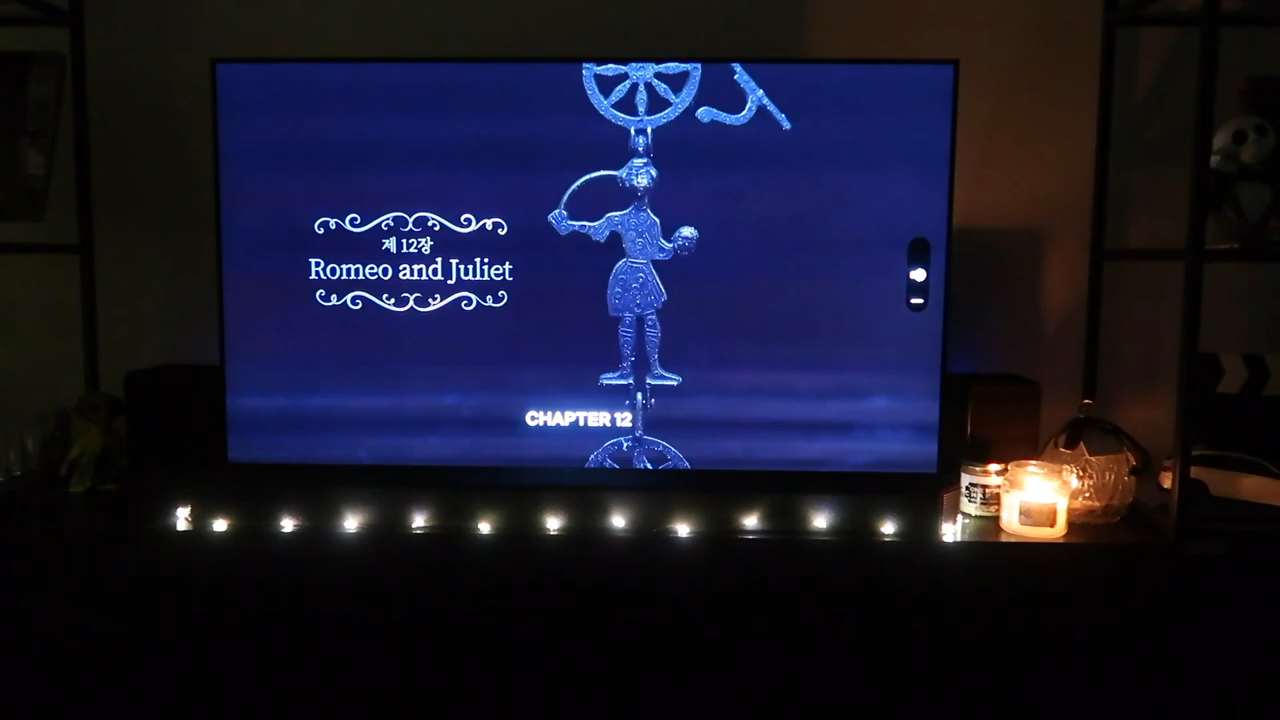 제 12장
Romeo and Juliet
CHAPTER 12